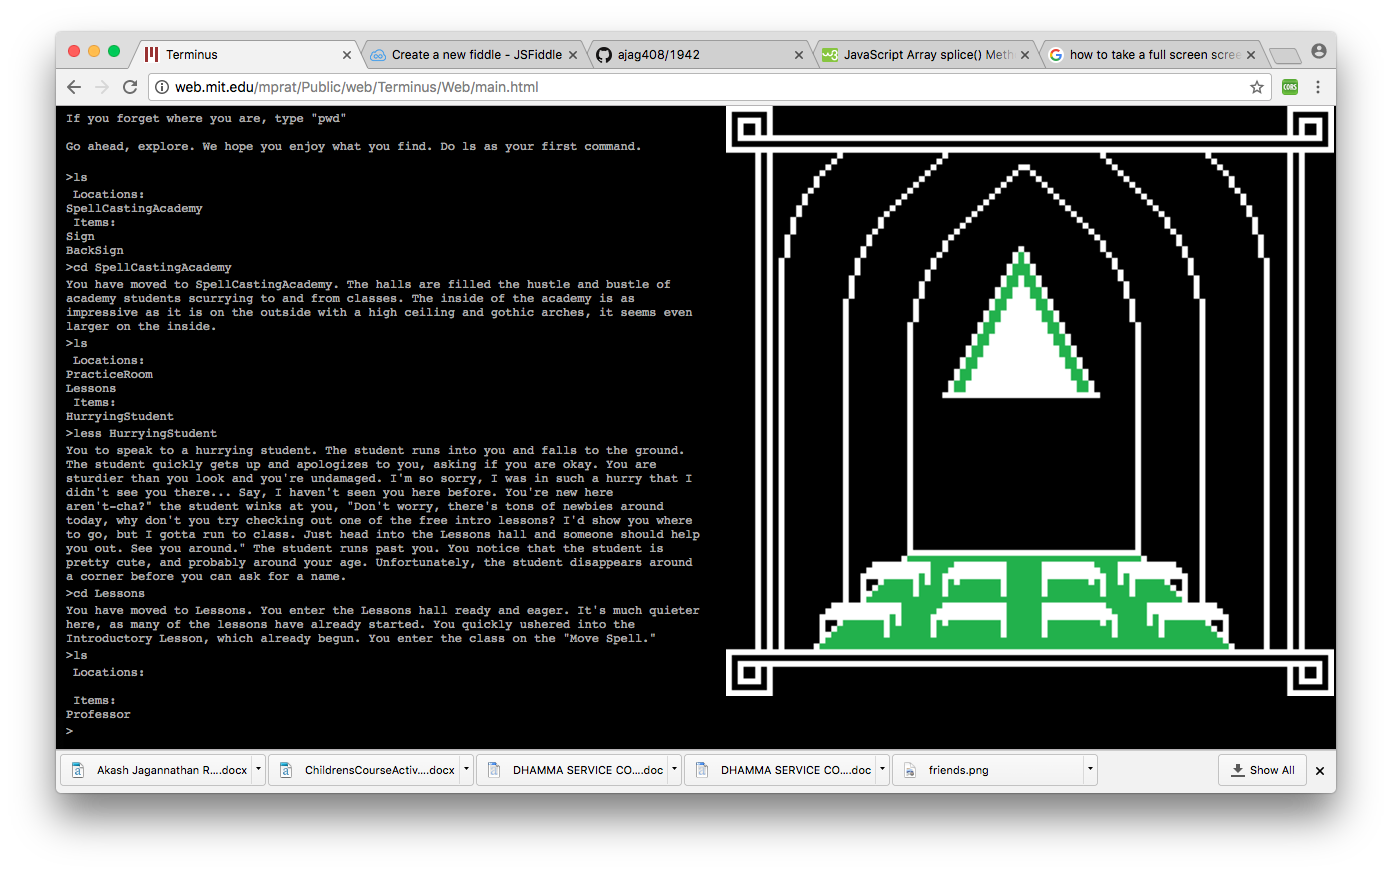 Terminus
Create a new fiddle - JSFiddle
ajag408/1942
JavaScript Array splice() Meth
how to take a full screen scree
web.mit.edu/mprat/Public/web/Terminus/Web/main.html
CORS
If you forget where you are, type "pwd"
Go ahead, explore. We hope you enjoy what you find. Do ls as your first command.
>ls
Locations:
SpellCastingAcademy
Items:
Sign
BackSign
>cd SpellCastingAcademy
You have moved to SpellCastingAcademy. The halls are filled the hustle and bustle of
academy students scurrying to and from classes. The inside of the academy is as
impressive as it is on the outside with a high ceiling and gothic arches, it seems even
larger on the inside.
>ls
Locations:
PracticeRoom
Lessons
Items:
HurryingStudent
>less HurryingStudent
You to speak to a hurrying student. The student runs into you and falls to the ground.
The student quickly gets up and apologizes to you, asking if you are okay. You are
sturdier than you look and you're undamaged. I'm so sorry, I was in such a hurry that I
didn't see you there... Say, I haven't seen you here before. You're new here
aren't-cha?" the student winks at you, "Don't worry, there's tons of newbies around
today, why don't you try checking out one of the free intro lessons? I'd show you where
to go, but I gotta run to class. Just head into the Lessons hall and someone should help
you out. See you around." The student runs past you. You notice that the student is
pretty cute, and probably around your age. Unfortunately, the student disappears around
a corner before you can ask for a name.
>cd Lessons
You have moved to Lessons. You enter the Lessons hall ready and eager. It's much quieter
here, as many of the lessons have already started. You quickly ushered into the
Introductory Lesson, which already begun. You enter the class on the "Move Spell."
>ls
Locations:
Items:
Professor
>
Akash Jagannathan R....docx
ChildrensCourseActiv....docx
DHAMMA SERVICE CO....doc
DHAMMA SERVICE CO....doc
friends.png
Show All